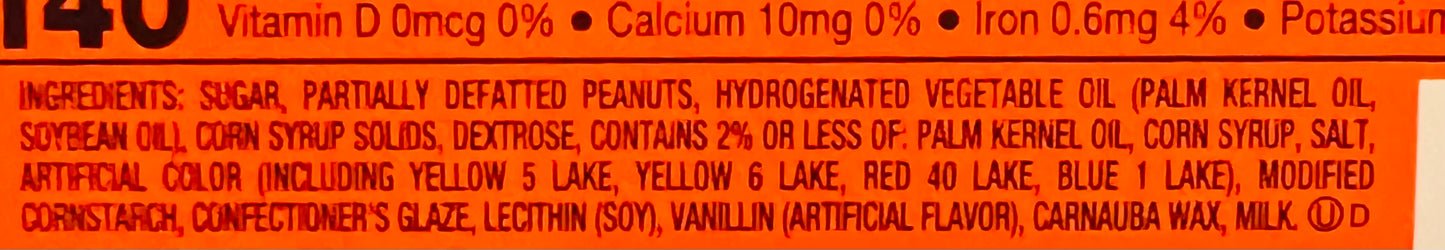 140 Vitamin D 0mcg 0% • Calcium 10mg 0% • Iron 0.6mg 4% • Potassium
INGREDIENTS: SUGAR, PARTIALLY DEFATTED PEANUTS, HYDROGENATED VEGETABLE OIL (PALM KERNEL OIL,
SOYBEAN OIL), CORN SYRUP SOLIDS, DEXTROSE, CONTAINS 2% OR LESS OF: PALM KERNEL OIL, CORN SYRUP, SALT,
ARTIFICIAL COLOR (INCLUDING YELLOW 5 LAKE, YELLOW 6 LAKE, RED 40 LAKE, BLUE 1 LAKE), MODIFIED
CORNSTARCH, CONFECTIONER'S GLAZE, LECITHIN (SOY), VANILLIN (ARTIFICIAL FLAVOR), CARNAUBA WAX, MILK. Ⓤ D